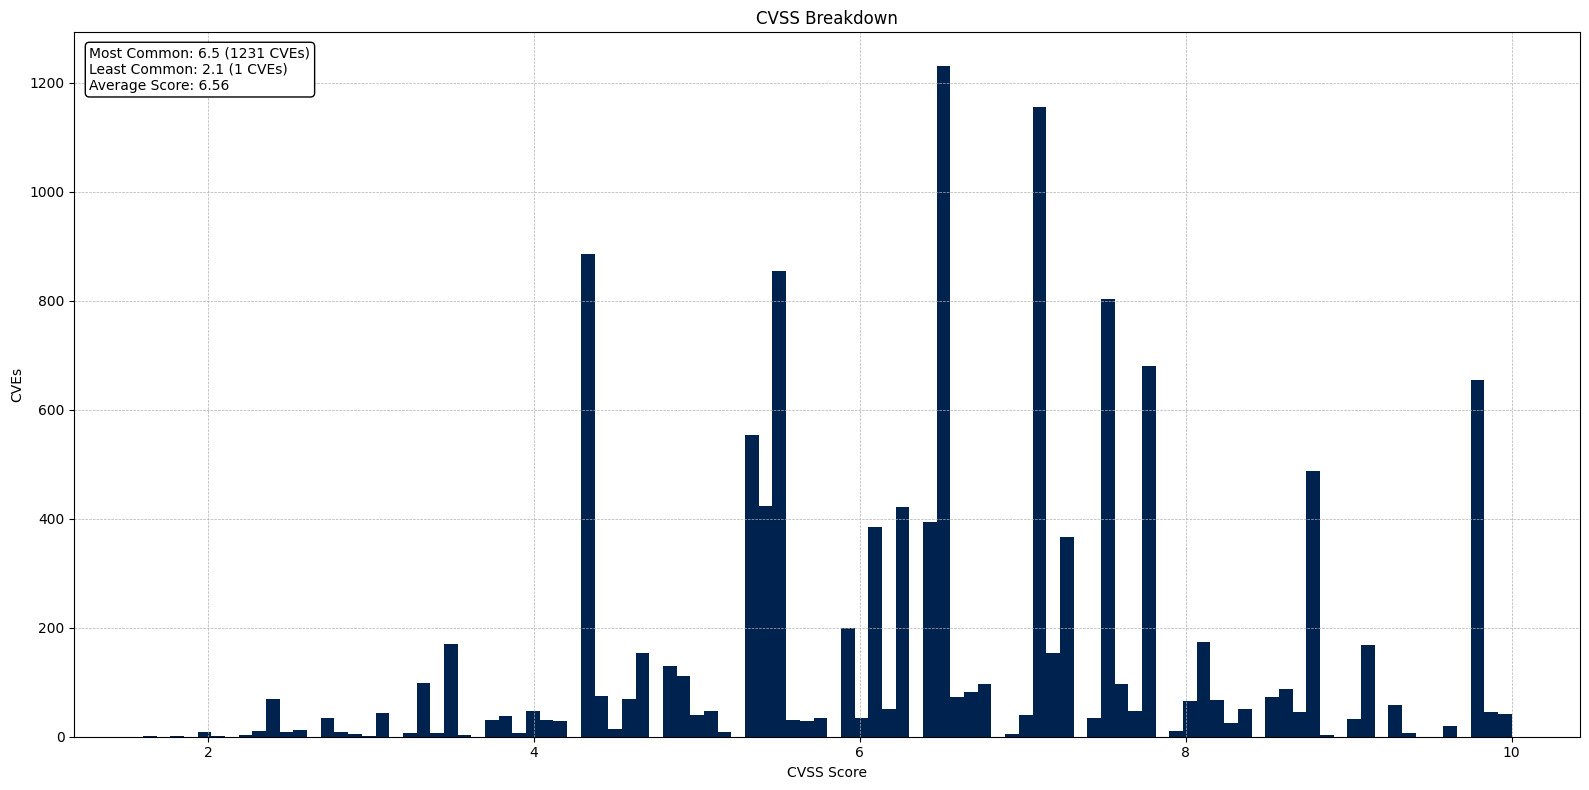 CVSS Breakdown
Most Common: 6.5 (1231 CVEs)
Least Common: 2.1 (1 CVEs)
Average Score: 6.56
1200
1000
800
600
400
200
0
CVEs
2 4 6 8 10
CVSS Score